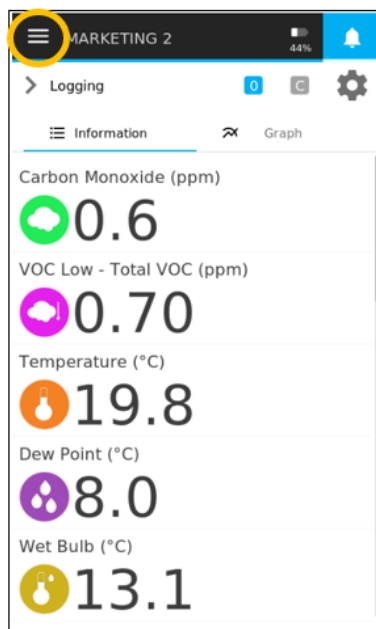 MARKETING 2
44%
Logging
0
C
Information
Graph
Carbon Monoxide (ppm)
0.6
VOC Low - Total VOC (ppm)
0.70
Temperature (°C)
19.8
Dew Point (°C)
8.0
Wet Bulb (°C)
13.1